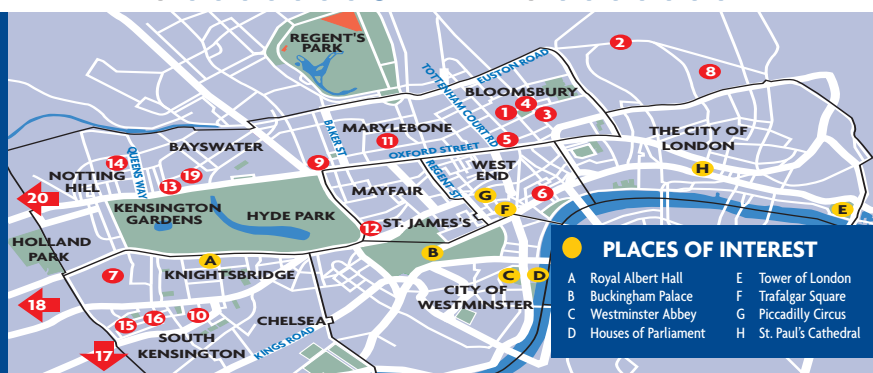 REGENT'S
PARK
2
TOTTENHAM COURT RD
EUSTON ROAD
8
BLOOMSBURY
4
1
3
BAKER ST
MARYLEBONE
11
5
THE CITY OF
LONDON
BAYSWATER
OXFORD STREET
QUEENS WAY
14
9
WEST
END
REGENT ST
H
NOTTING
HILL
13
19
MAYFAIR
G
6
20
KENSINGTON
GARDENS
HYDE PARK
F
E
12
ST. JAMES'S
HOLLAND
PARK
B
A
KNIGHTSBRIDGE
7
C
D
CITY OF
WESTMINSTER
18
15
16
10
CHELSEA
SOUTH
KENSINGTON
KINGS ROAD
17
PLACES OF INTEREST
A Royal Albert Hall
B Buckingham Palace
C Westminster Abbey
D Houses of Parliament
E Tower of London
F Trafalgar Square
G Piccadilly Circus
H St. Paul's Cathedral